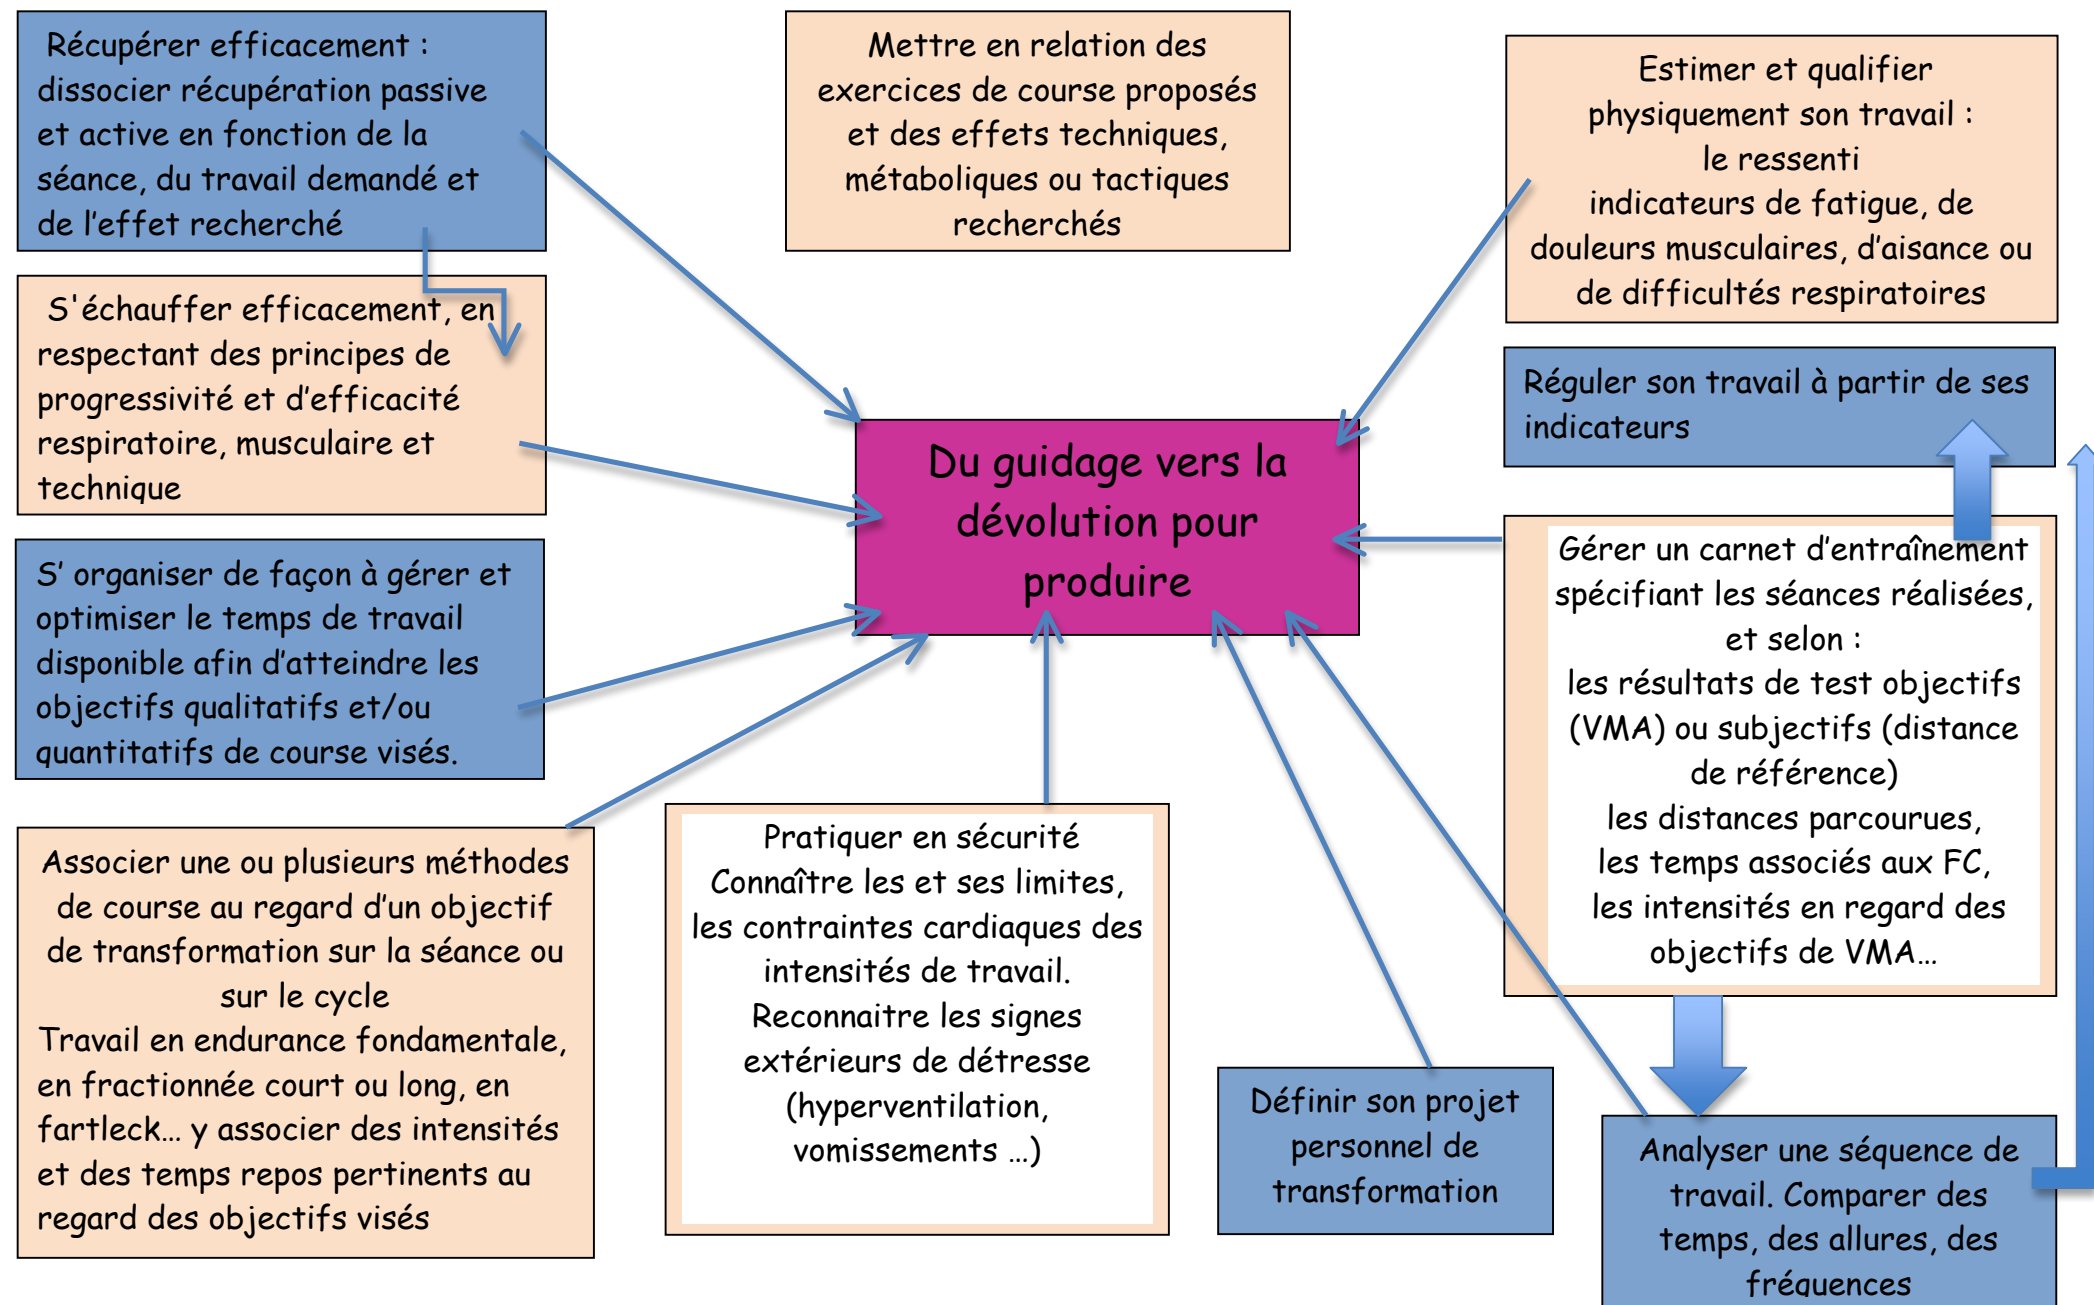 Récupérer efficacement :
dissocier récupération passive
et active en fonction de la
séance, du travail demandé et
de l'effet recherché
Mettre en relation des
exercices de course proposés
et des effets techniques,
métaboliques ou tactiques
recherchés
Estimer et qualifier
physiquement son travail :
le ressenti
indicateurs de fatigue, de
douleurs musculaires, d'aisance ou
de difficultés respiratoires
S'échauffer efficacement, en
respectant des principes de
progressivité et d'efficacité
respiratoire, musculaire et
technique
Réguler son travail à partir de ses
indicateurs
Du guidage vers la
dévolution pour
produire
S' organiser de façon à gérer et
optimiser le temps de travail
disponible afin d'atteindre les
objectifs qualitatifs et/ou
quantitatifs de course visés.
Gérer un carnet d'entraînement
spécifiant les séances réalisées,
et selon :
les résultats de test objectifs
(VMA) ou subjectifs (distance
de référence)
les distances parcourues,
les temps associés aux FC,
les intensités en regard des
objectifs de VMA…
Associer une ou plusieurs méthodes
de course au regard d'un objectif
de transformation sur la séance ou
sur le cycle
Travail en endurance fondamentale,
en fractionnée court ou long, en
fartleck… y associer des intensités
et des temps repos pertinents au
regard des objectifs visés
Pratiquer en sécurité
Connaître les et ses limites,
les contraintes cardiaques des
intensités de travail.
Reconnaitre les signes
extérieurs de détresse
(hyperventilation,
vomissements …)
Définir son projet
personnel de
transformation
Analyser une séquence de
travail. Comparer des
temps, des allures, des
fréquences